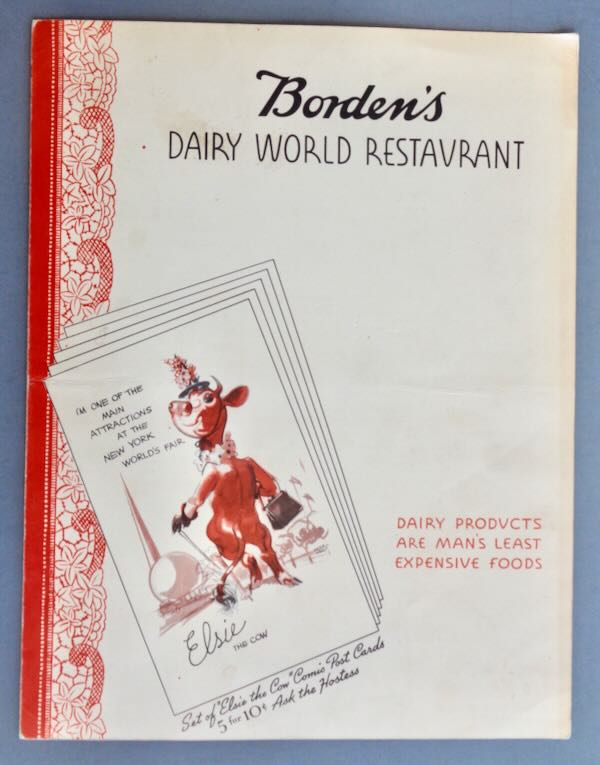 Borden's
DAIRY WORLD RESTAVRANT
I'M ONE OF THE
MAIN
ATTRACTIONS
AT THE
NEW YORK
WORLD'S FAIR
Elsie
THE COW
Set of "Elsie the Cow" Comic Post Cards
5 for 10¢ Ask the Hostess
DAIRY PRODVCTS
ARE MAN'S LEAST
EXPENSIVE FOODS